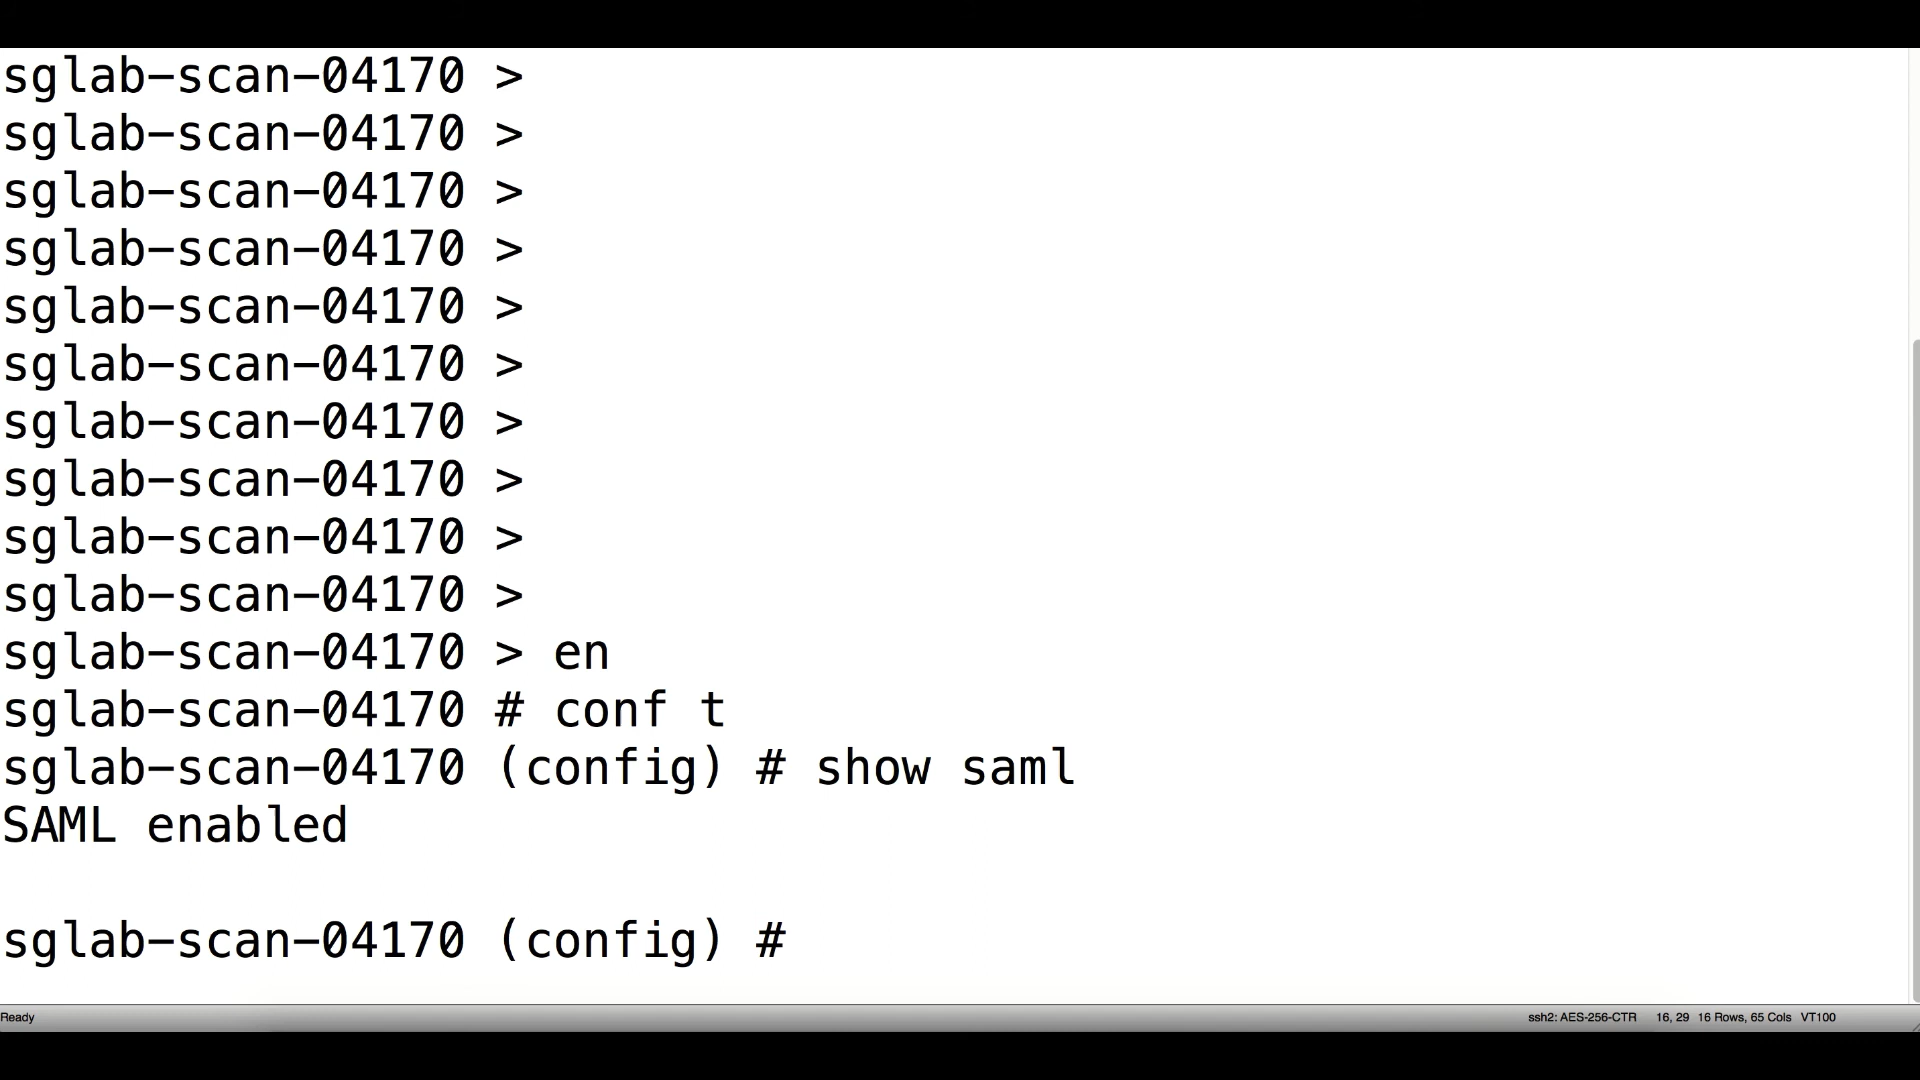 sglab-scan-04170 >
sglab-scan-04170 >
sglab-scan-04170 >
sglab-scan-04170 >
sglab-scan-04170 >
sglab-scan-04170 >
sglab-scan-04170 >
sglab-scan-04170 >
sglab-scan-04170 >
sglab-scan-04170 >
sglab-scan-04170 > en
sglab-scan-04170 # conf t
sglab-scan-04170 (config) # show saml
SAML enabled
sglab-scan-04170 (config) #
Ready ssh2: AES-256-CTR 16, 29 16 Rows, 65 Cols VT100